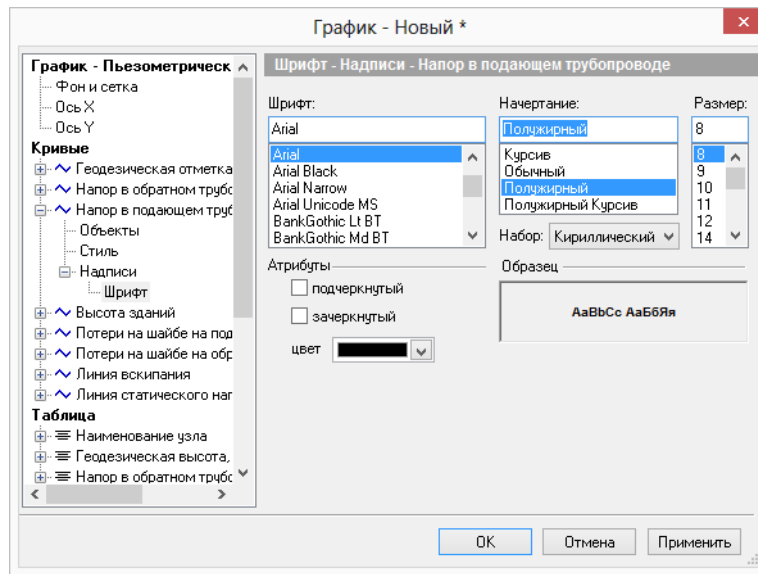 График - Новый *
График - Пьезометрическ
Фон и сетка
Ось X
Ось Y
Кривые
Геодезическая отметка
Напор в обратном трубо
Напор в подающем труб
Объекты
Стиль
Надписи
Шрифт
Высота зданий
Потери на шайбе на под
Потери на шайбе на обр
Линия вскипания
Линия статического нап
Таблица
Наименование узла
Геодезическая высота,
Напор в обратном трубо
Шрифт - Надписи - Напор в подающем трубопроводе
Шрифт:
Arial
Arial
Arial Black
Arial Narrow
Arial Unicode MS
BankGothic Lt BT
BankGothic Md BT
Начертание:
Полужирный
Курсив
Обычный
Полужирный
Полужирный Курсив
Размер:
8
8
9
10
11
12
14
Набор: Кириллический
Атрибуты
подчеркнутый
зачеркнутый
цвет
Образец
AaBbCc АаБбЯя
OK
Отмена
Применить